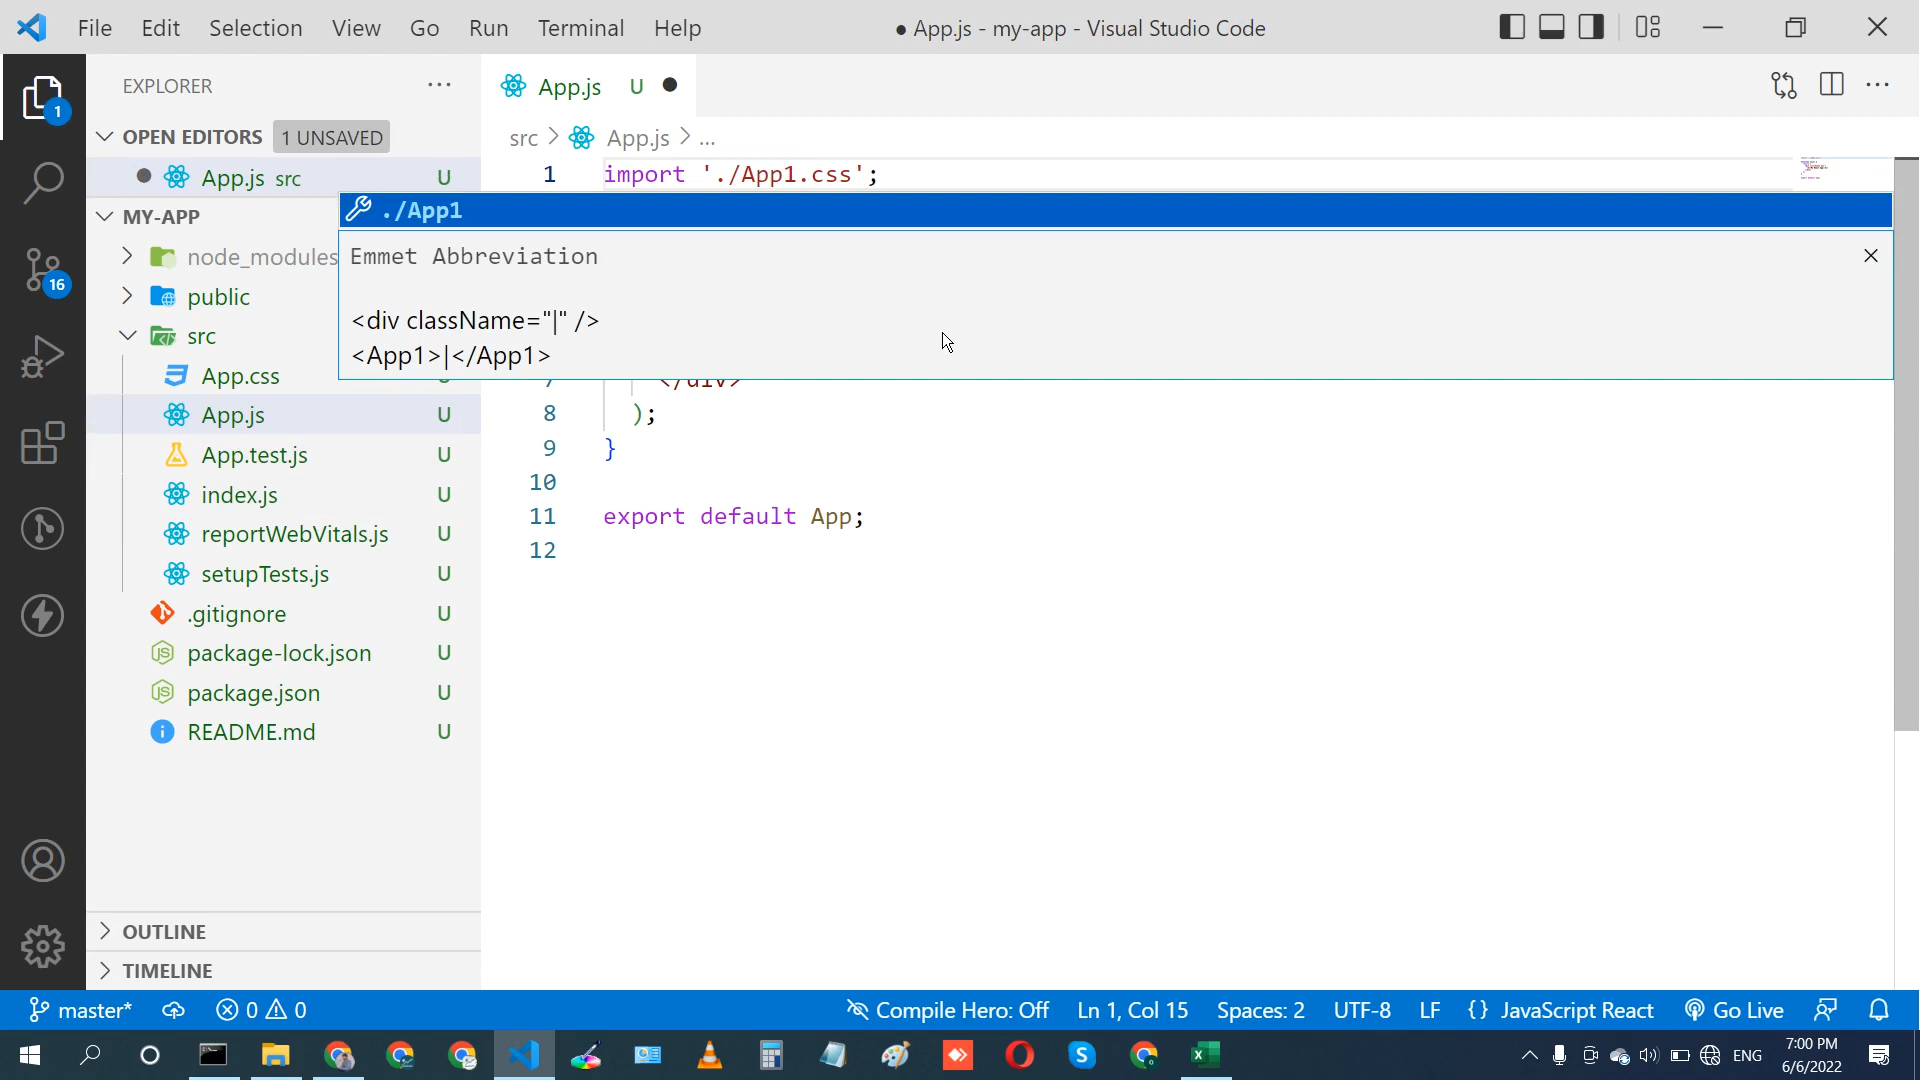 File Edit Selection View Go Run Terminal Help
● App.js - my-app - Visual Studio Code
EXPLORER
1
OPEN EDITORS 1 UNSAVED
App.js src U
MY-APP
node_modules
public
src
App.css
App.js U
App.test.js U
index.js U
reportWebVitals.js U
setupTests.js U
.gitignore U
package-lock.json U
package.json U
README.md U
16
OUTLINE
TIMELINE
App.js U
src > App.js > ...
1 import './App1.css';
./App1
Emmet Abbreviation
<div className="|" />
<App1>|</App1>
7 </div>
8 );
9 }
10
11 export default App;
12
master* 0 0 Compile Hero: Off Ln 1, Col 15 Spaces: 2 UTF-8 LF {} JavaScript React Go Live
ENG
7:00 PM
6/6/2022